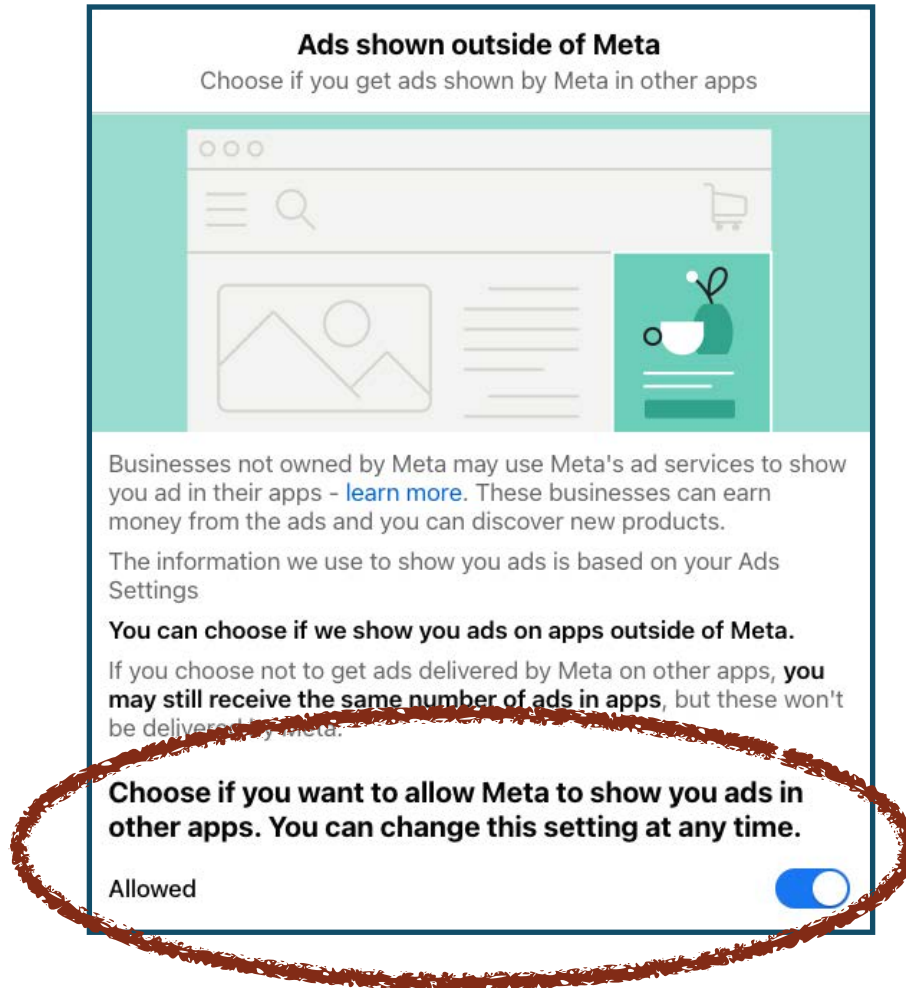 Ads shown outside of Meta
Choose if you get ads shown by Meta in other apps
Businesses not owned by Meta may use Meta's ad services to show
you ad in their apps - learn more. These businesses can earn
money from the ads and you can discover new products.
The information we use to show you ads is based on your Ads
Settings
You can choose if we show you ads on apps outside of Meta.
If you choose not to get ads delivered by Meta on other apps, you
may still receive the same number of ads in apps, but these won't
be delivered by Meta.
Choose if you want to allow Meta to show you ads in
other apps. You can change this setting at any time.
Allowed